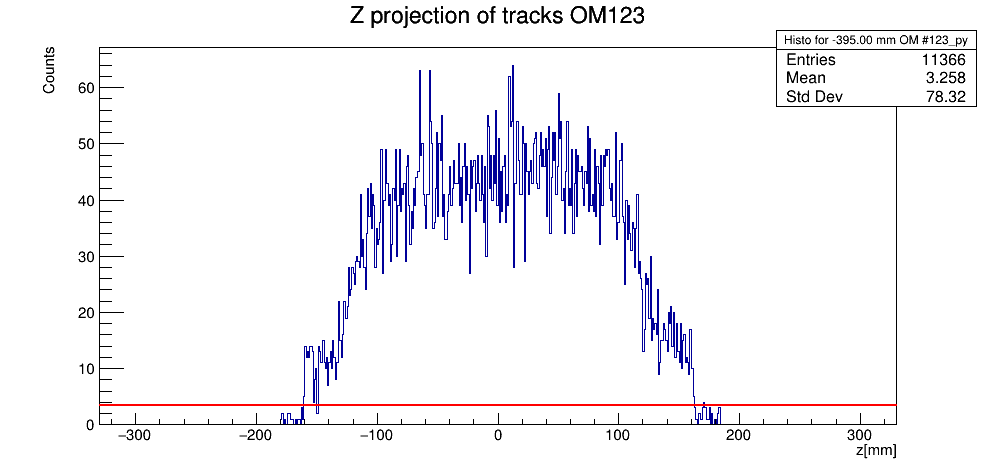 Z projection of tracks OM123
Histo for -395.00 mm OM #123_py
Entries 11366
Mean 3.258
Std Dev 78.32
Counts
60
50
40
30
20
10
0
−300 −200 −100 0 100 200 300
z[mm]